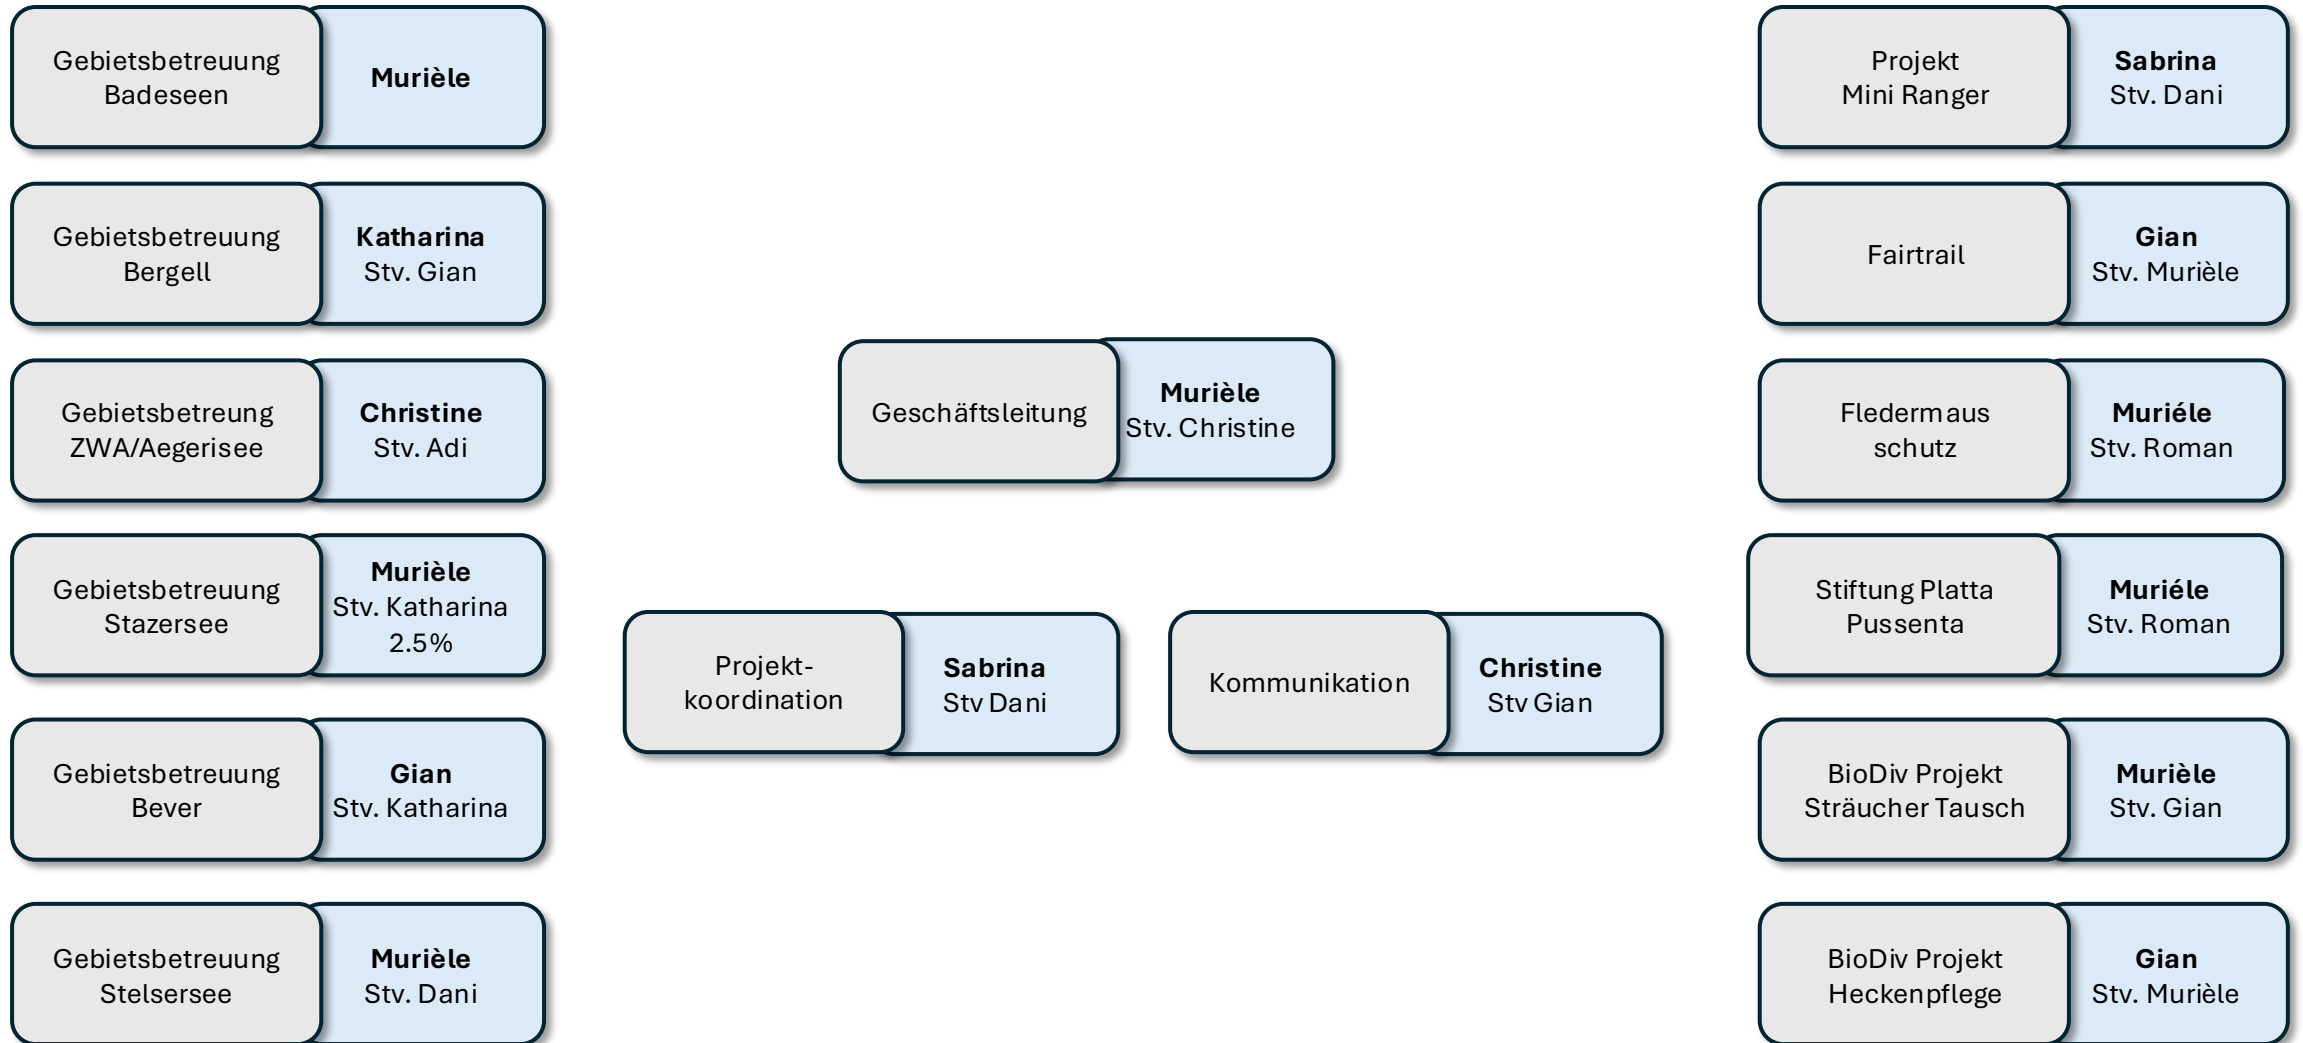 Gebietsbetreuung
Badeseen
Murièle
Gebietsbetreuung
Bergell
Katharina
Stv. Gian
Gebietsbetreung
ZWA/Aegerisee
Christine
Stv. Adi
Gebietsbetreuung
Stazersee
Murièle
Stv. Katharina
2.5%
Gebietsbetreuung
Bever
Gian
Stv. Katharina
Gebietsbetreuung
Stelsersee
Murièle
Stv. Dani
Geschäftsleitung
Murièle
Stv. Christine
Projekt-
koordination
Sabrina
Stv Dani
Kommunikation
Christine
Stv Gian
Projekt
Mini Ranger
Sabrina
Stv. Dani
Fairtrail
Gian
Stv. Murièle
Fledermaus
schutz
Muriéle
Stv. Roman
Stiftung Platta
Pussenta
Muriéle
Stv. Roman
BioDiv Projekt
Sträucher Tausch
Murièle
Stv. Gian
BioDiv Projekt
Heckenpflege
Gian
Stv. Murièle